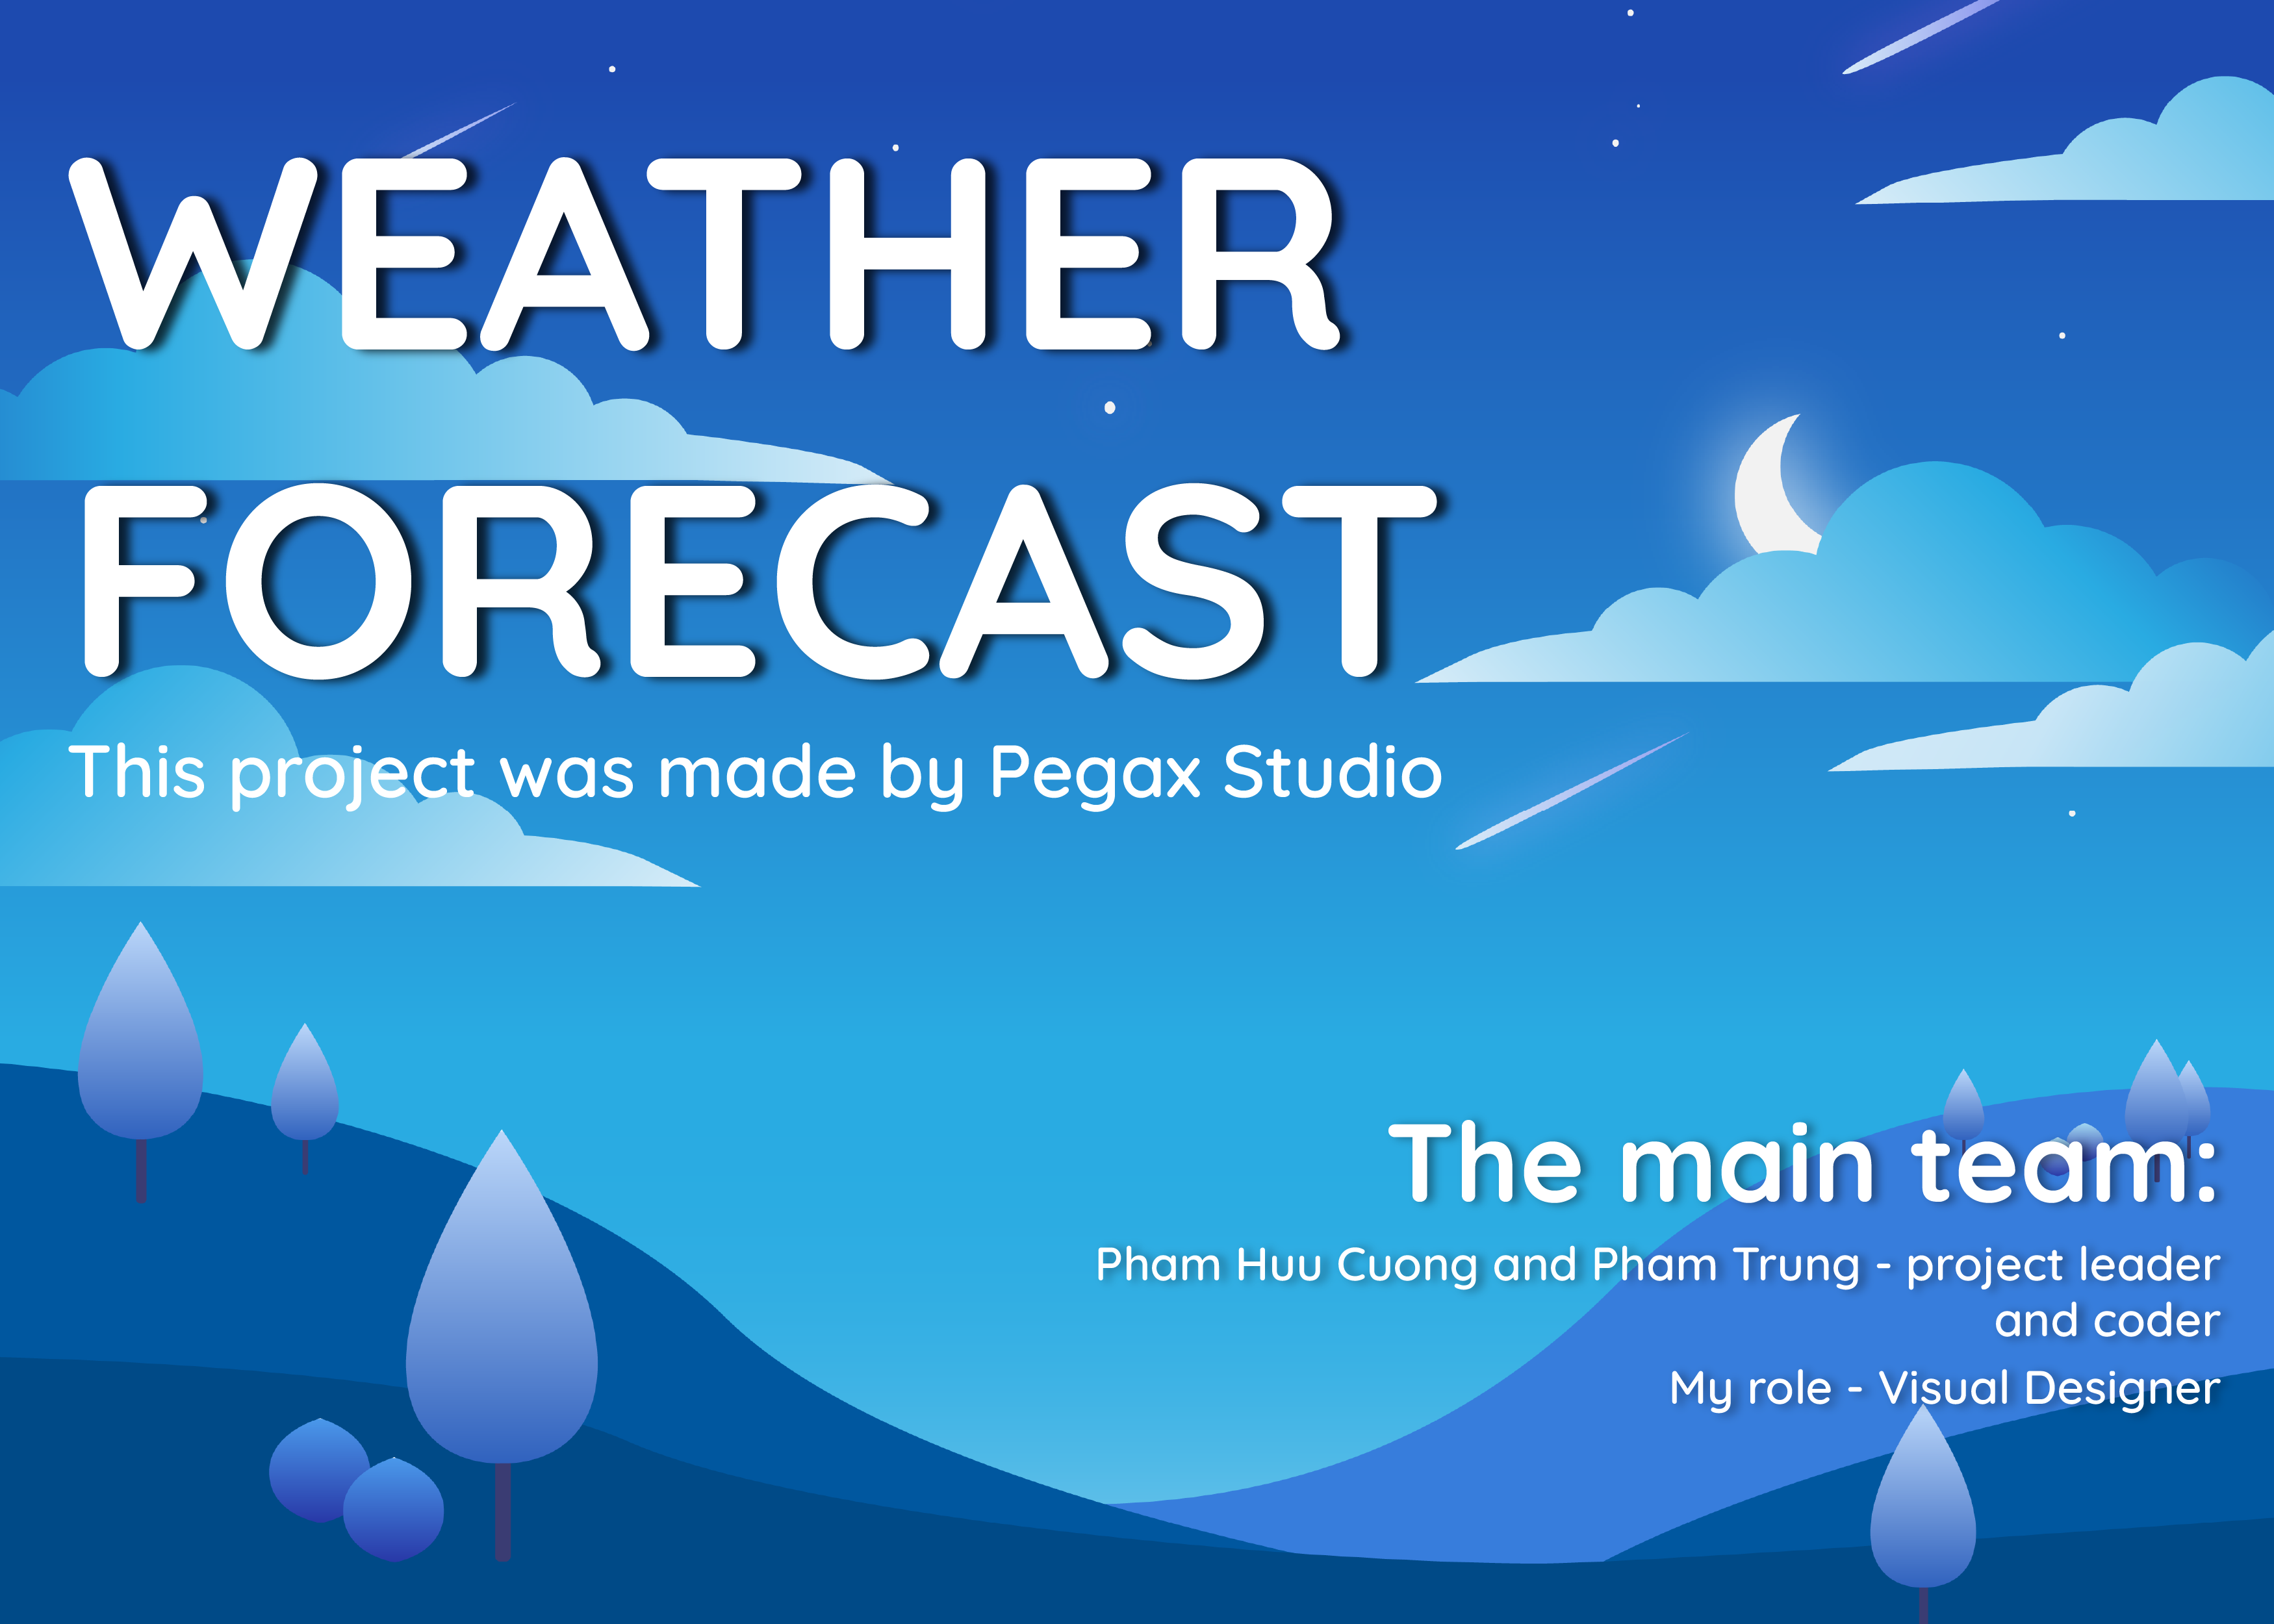 WEATHER
FORECAST
This project was made by Pegax Studio
The main team:
Pham Huu Cuong and Pham Trung - project leader
and coder
My role - Visual Designer